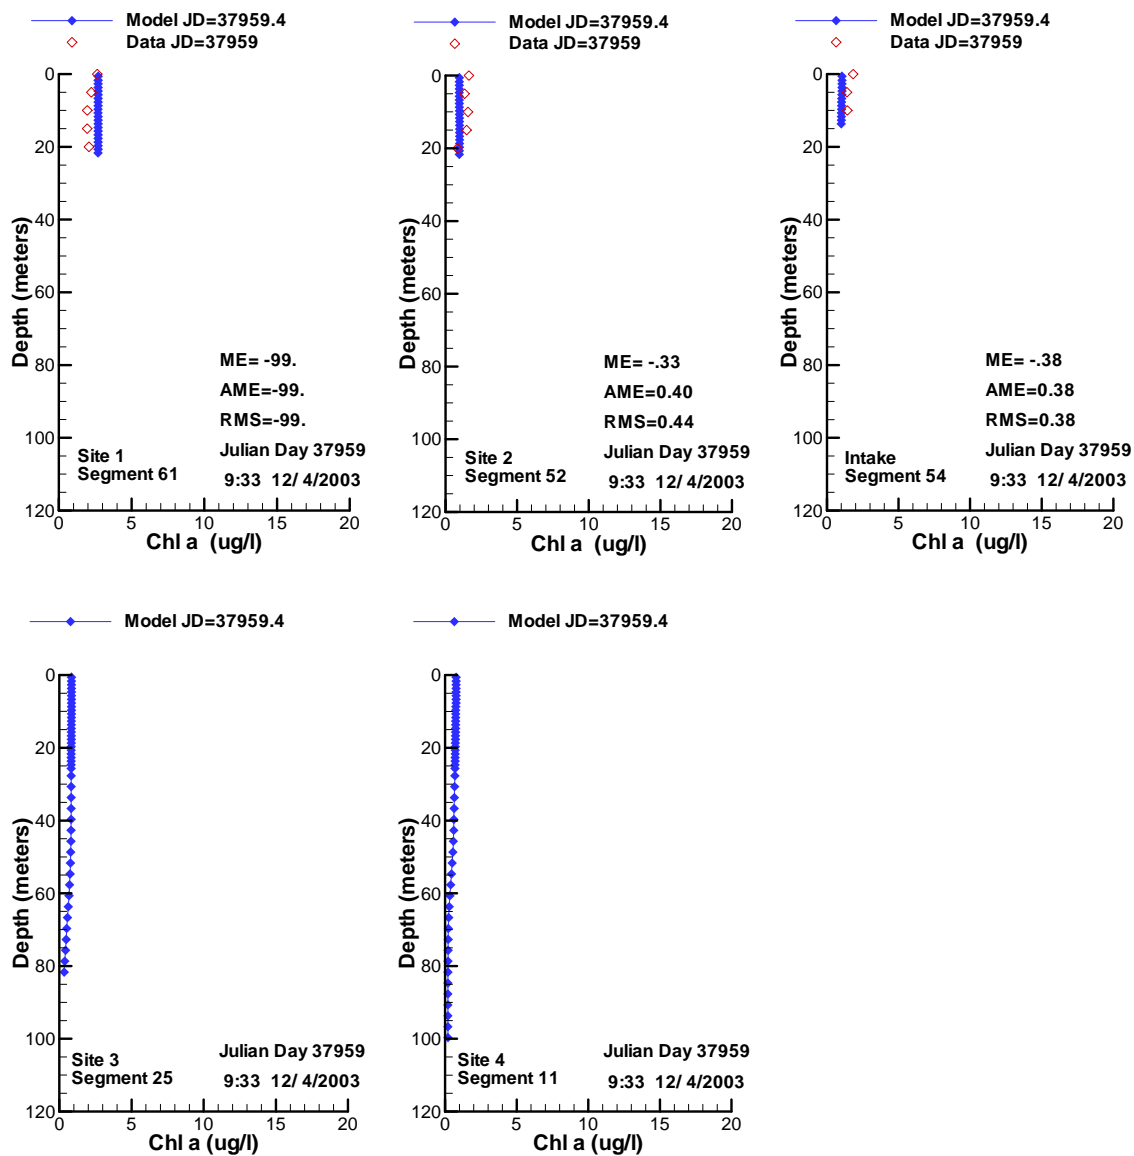 Model JD=37959.4
Data JD=37959
0
20
40
60
80
100
120
Depth (meters)
ME= -99.
AME=-99.
RMS=-99.
Julian Day 37959
9:33 12/ 4/2003
Site 1
Segment 61
0 5 10 15 20
Chl a (ug/l)
Model JD=37959.4
Data JD=37959
0
20
40
60
80
100
120
Depth (meters)
ME= -.33
AME=0.40
RMS=0.44
Julian Day 37959
9:33 12/ 4/2003
Site 2
Segment 52
0 5 10 15 20
Chl a (ug/l)
Model JD=37959.4
Data JD=37959
0
20
40
60
80
100
120
Depth (meters)
ME= -.38
AME=0.38
RMS=0.38
Julian Day 37959
9:33 12/ 4/2003
Intake
Segment 54
0 5 10 15 20
Chl a (ug/l)
Model JD=37959.4
0
20
40
60
80
100
120
Depth (meters)
Julian Day 37959
9:33 12/ 4/2003
Site 3
Segment 25
0 5 10 15 20
Chl a (ug/l)
Model JD=37959.4
0
20
40
60
80
100
120
Depth (meters)
Julian Day 37959
9:33 12/ 4/2003
Site 4
Segment 11
0 5 10 15 20
Chl a (ug/l)